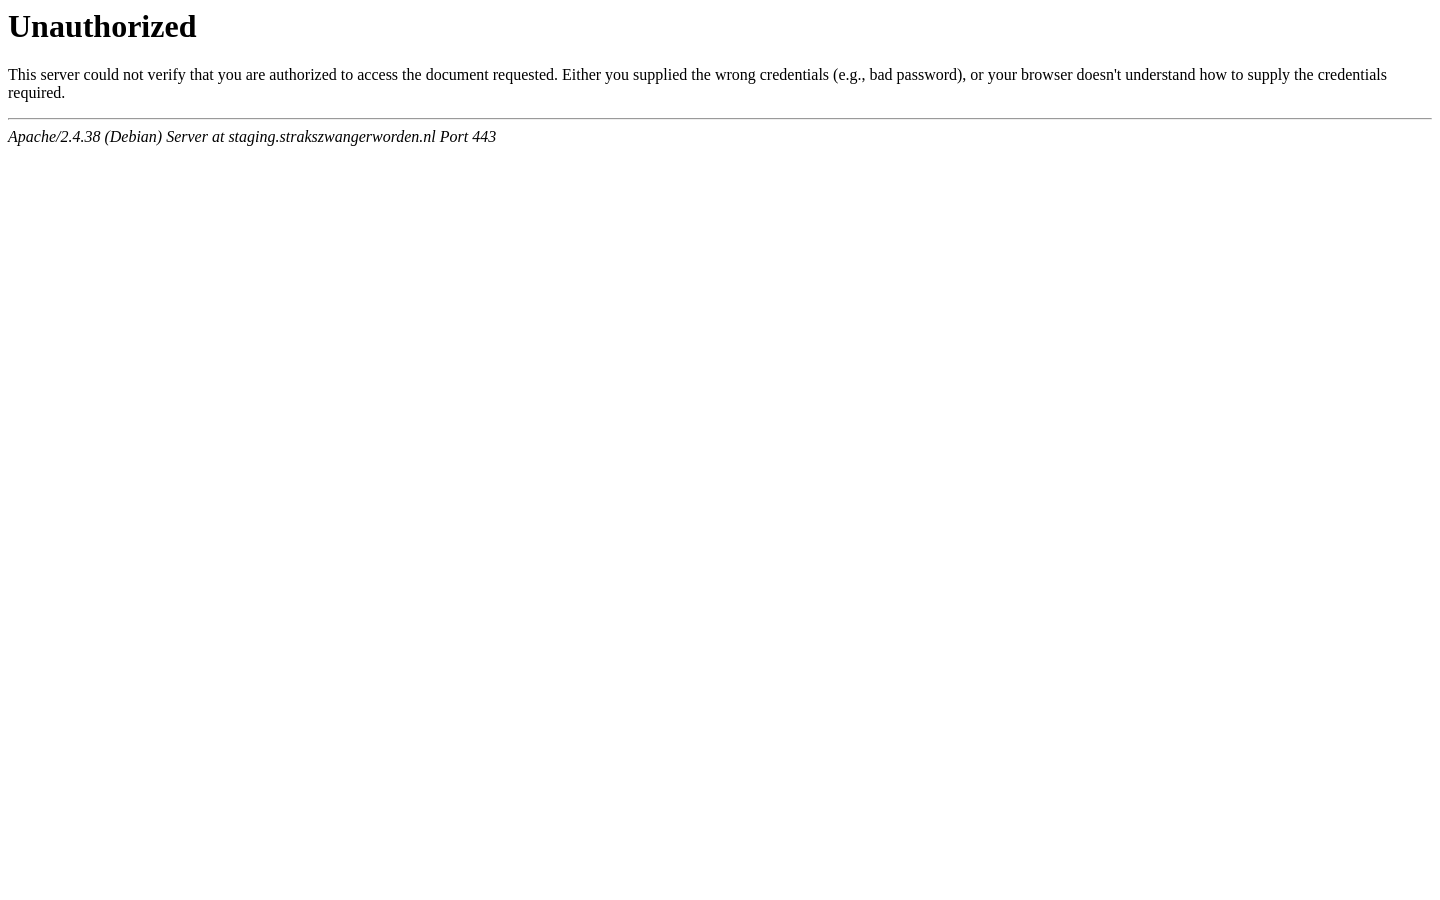 Unauthorized
This server could not verify that you are authorized to access the document requested. Either you supplied the wrong credentials (e.g., bad password), or your browser doesn't understand how to supply the credentials
required.
Apache/2.4.38 (Debian) Server at staging.strakszwangerworden.nl Port 443